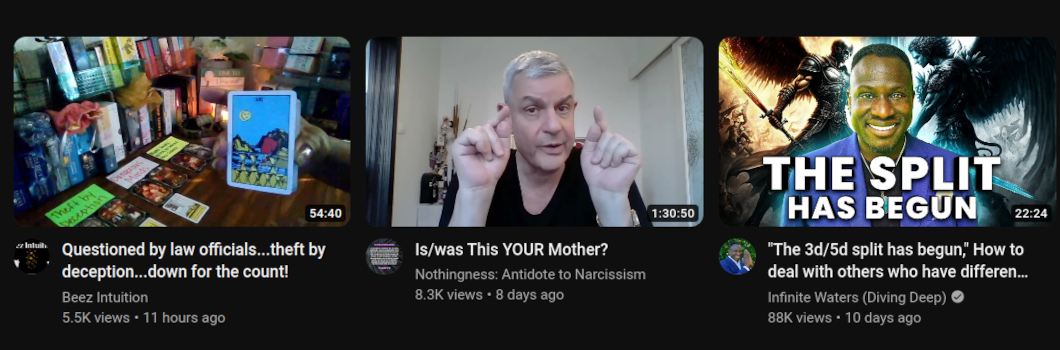 Theft by
Deception
54:40
1:30:50
THE SPLIT
HAS BEGUN
22:24
Questioned by law officials...theft by
deception...down for the count!
Beez Intuition
5.5K views • 11 hours ago
Is/was This YOUR Mother?
Nothingness: Antidote to Narcissism
8.3K views • 8 days ago
"The 3d/5d split has begun," How to
deal with others who have differen...
Infinite Waters (Diving Deep)
88K views • 10 days ago